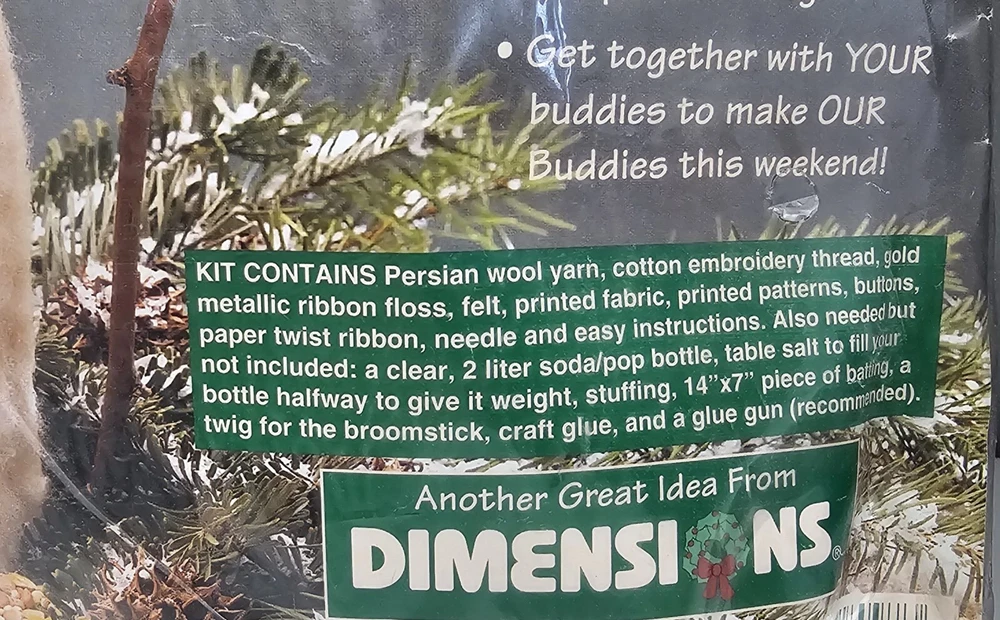 • Get together with YOUR
buddies to make OUR
Buddies this weekend!
KIT CONTAINS Persian wool yarn, cotton embroidery thread, gold
metallic ribbon floss, felt, printed fabric, printed patterns, buttons,
paper twist ribbon, needle and easy instructions. Also needed but
not included: a clear, 2 liter soda/pop bottle, table salt to fill your
bottle halfway to give it weight, stuffing, 14”x7” piece of batting, a
twig for the broomstick, craft glue, and a glue gun (recommended).
Another Great Idea From
DIMENSIONS®